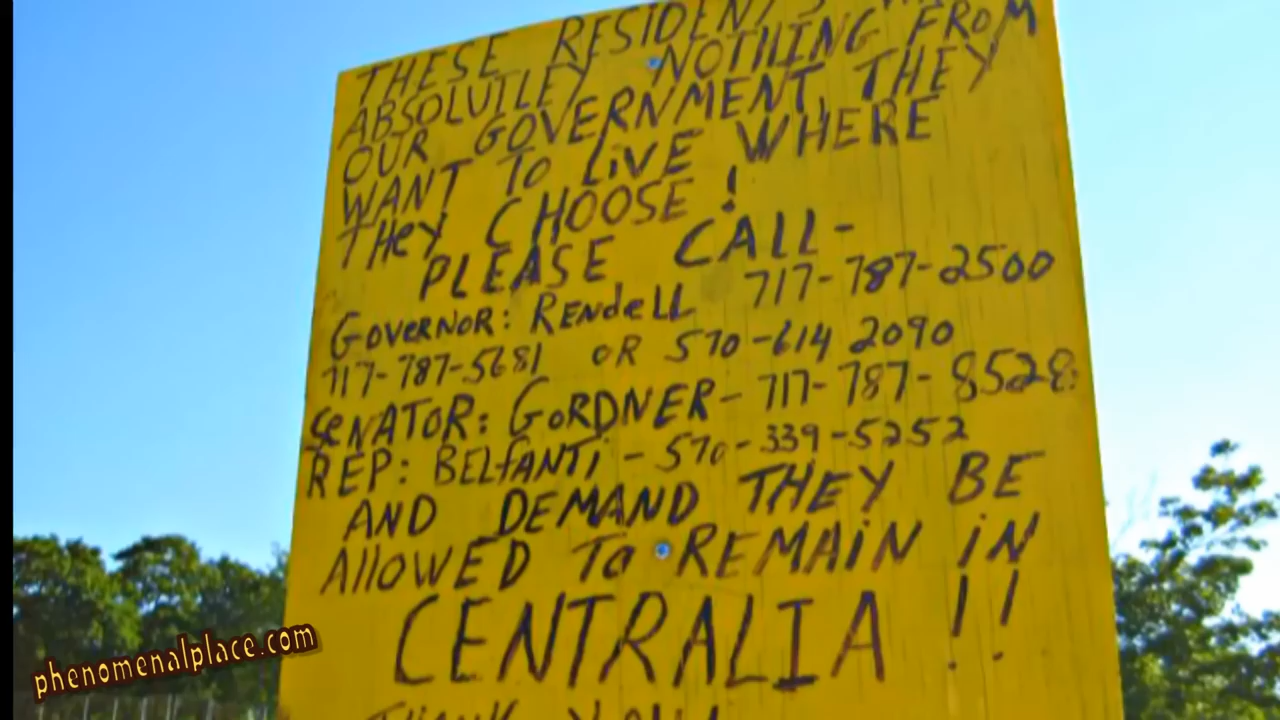 THESE RESIDENTS
ABSOLUTLEY NOTHING FROM
OUR GOVERNMENT, THEY
WANT TO LIVE WHERE
THEY CHOOSE!
PLEASE CALL-
GOVERNOR: RENDELL 717-787-2500
717-787-5681 OR 570-614 2090
SENATOR: GORDNER- 717-787-8528
REP: BELFANTI - 570-339-5252
AND DEMAND THEY BE
ALLOWED TO REMAIN IN
CENTRALIA!!
THANK YOU!
phenomenalplace.com